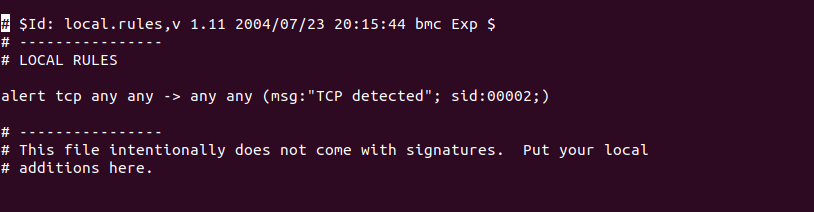 # $Id: local.rules,v 1.11 2004/07/23 20:15:44 bmc Exp $
# ----------------
# LOCAL RULES
alert tcp any any -> any any (msg:"TCP detected"; sid:00002;)
# ----------------
# This file intentionally does not come with signatures.  Put your local
# additions here.